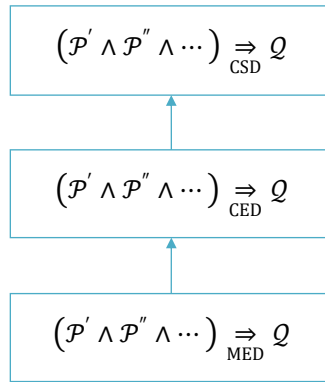 (𝒫′ ∧ 𝒫″ ∧ ⋯) ⇒ 𝒬
CSD
(𝒫′ ∧ 𝒫″ ∧ ⋯) ⇒ 𝒬
CED
(𝒫′ ∧ 𝒫″ ∧ ⋯) ⇒ 𝒬
MED